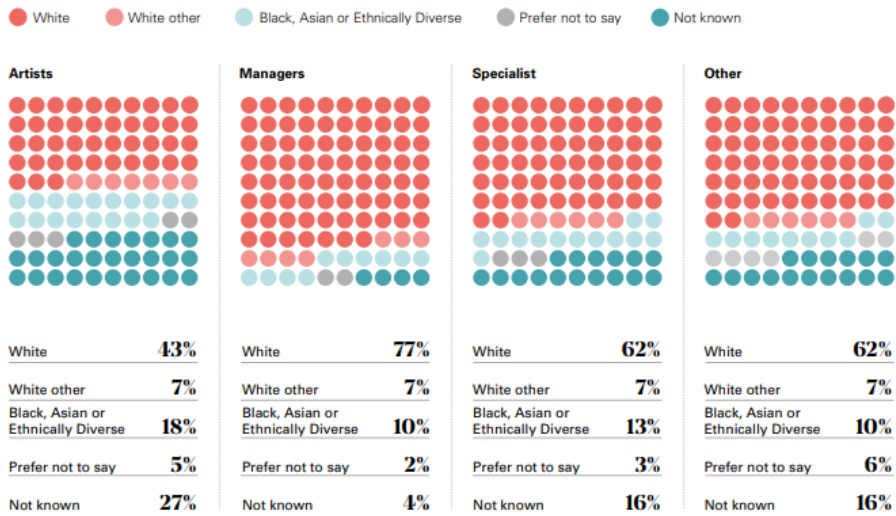 White White other Black, Asian or Ethnically Diverse Prefer not to say Not known
Artists
White 43%
White other 7%
Black, Asian or
Ethnically Diverse 18%
Prefer not to say 5%
Not known 27%
Managers
White 77%
White other 7%
Black, Asian or
Ethnically Diverse 10%
Prefer not to say 2%
Not known 4%
Specialist
White 62%
White other 7%
Black, Asian or
Ethnically Diverse 13%
Prefer not to say 3%
Not known 16%
Other
White 62%
White other 7%
Black, Asian or
Ethnically Diverse 10%
Prefer not to say 6%
Not known 16%